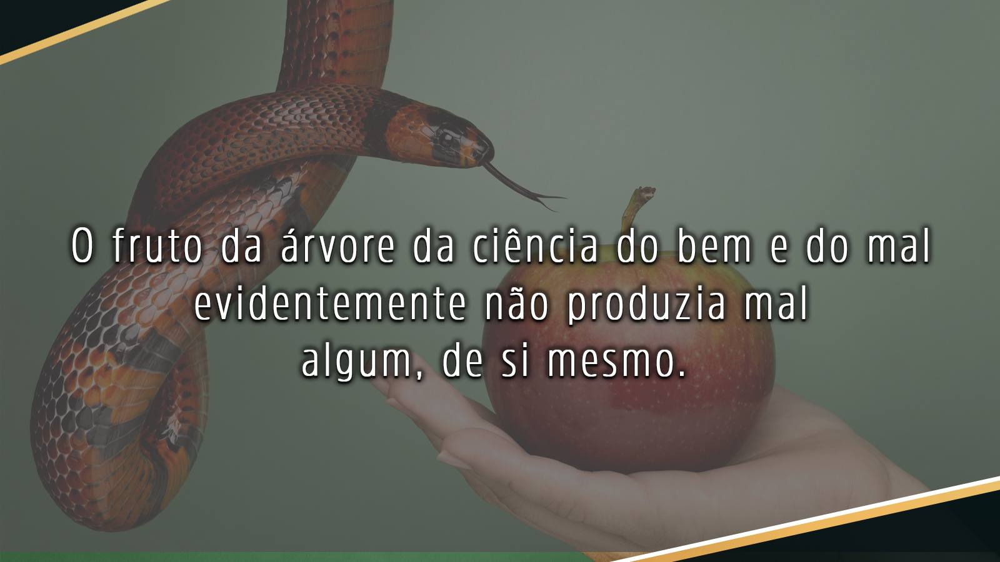 O fruto da árvore da ciência do bem e do mal
evidentemente não produzia mal
algum, de si mesmo.